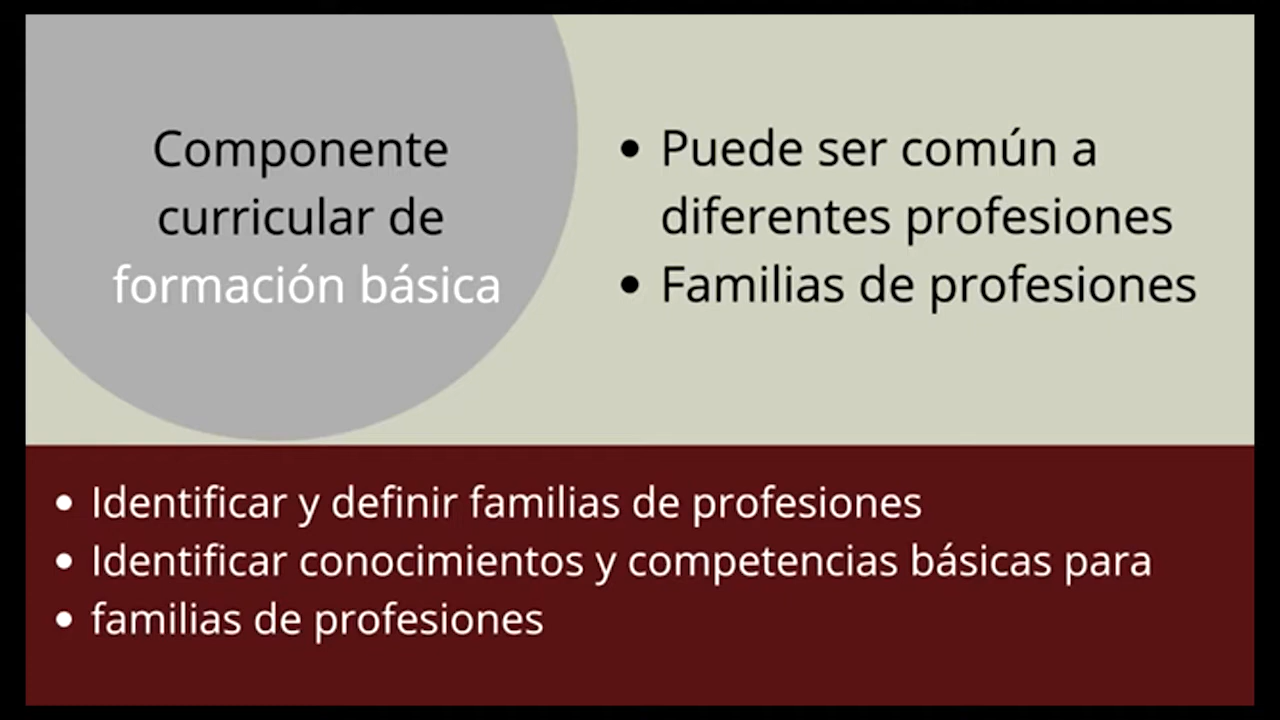 Componente
curricular de
formación básica
• Puede ser común a
diferentes profesiones
• Familias de profesiones
• Identificar y definir familias de profesiones
• Identificar conocimientos y competencias básicas para
• familias de profesiones